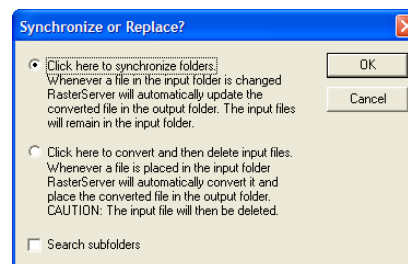 Synchronize or Replace?
Click here to synchronize folders.
Whenever a file in the input folder is changed
RasterServer will automatically update the
converted file in the output folder. The input files
will remain in the input folder.
OK
Cancel
Click here to convert and then delete input files.
Whenever a file is placed in the input folder
RasterServer will automatically convert it and
place the converted file in the output folder.
CAUTION: The input file will then be deleted.
Search subfolders